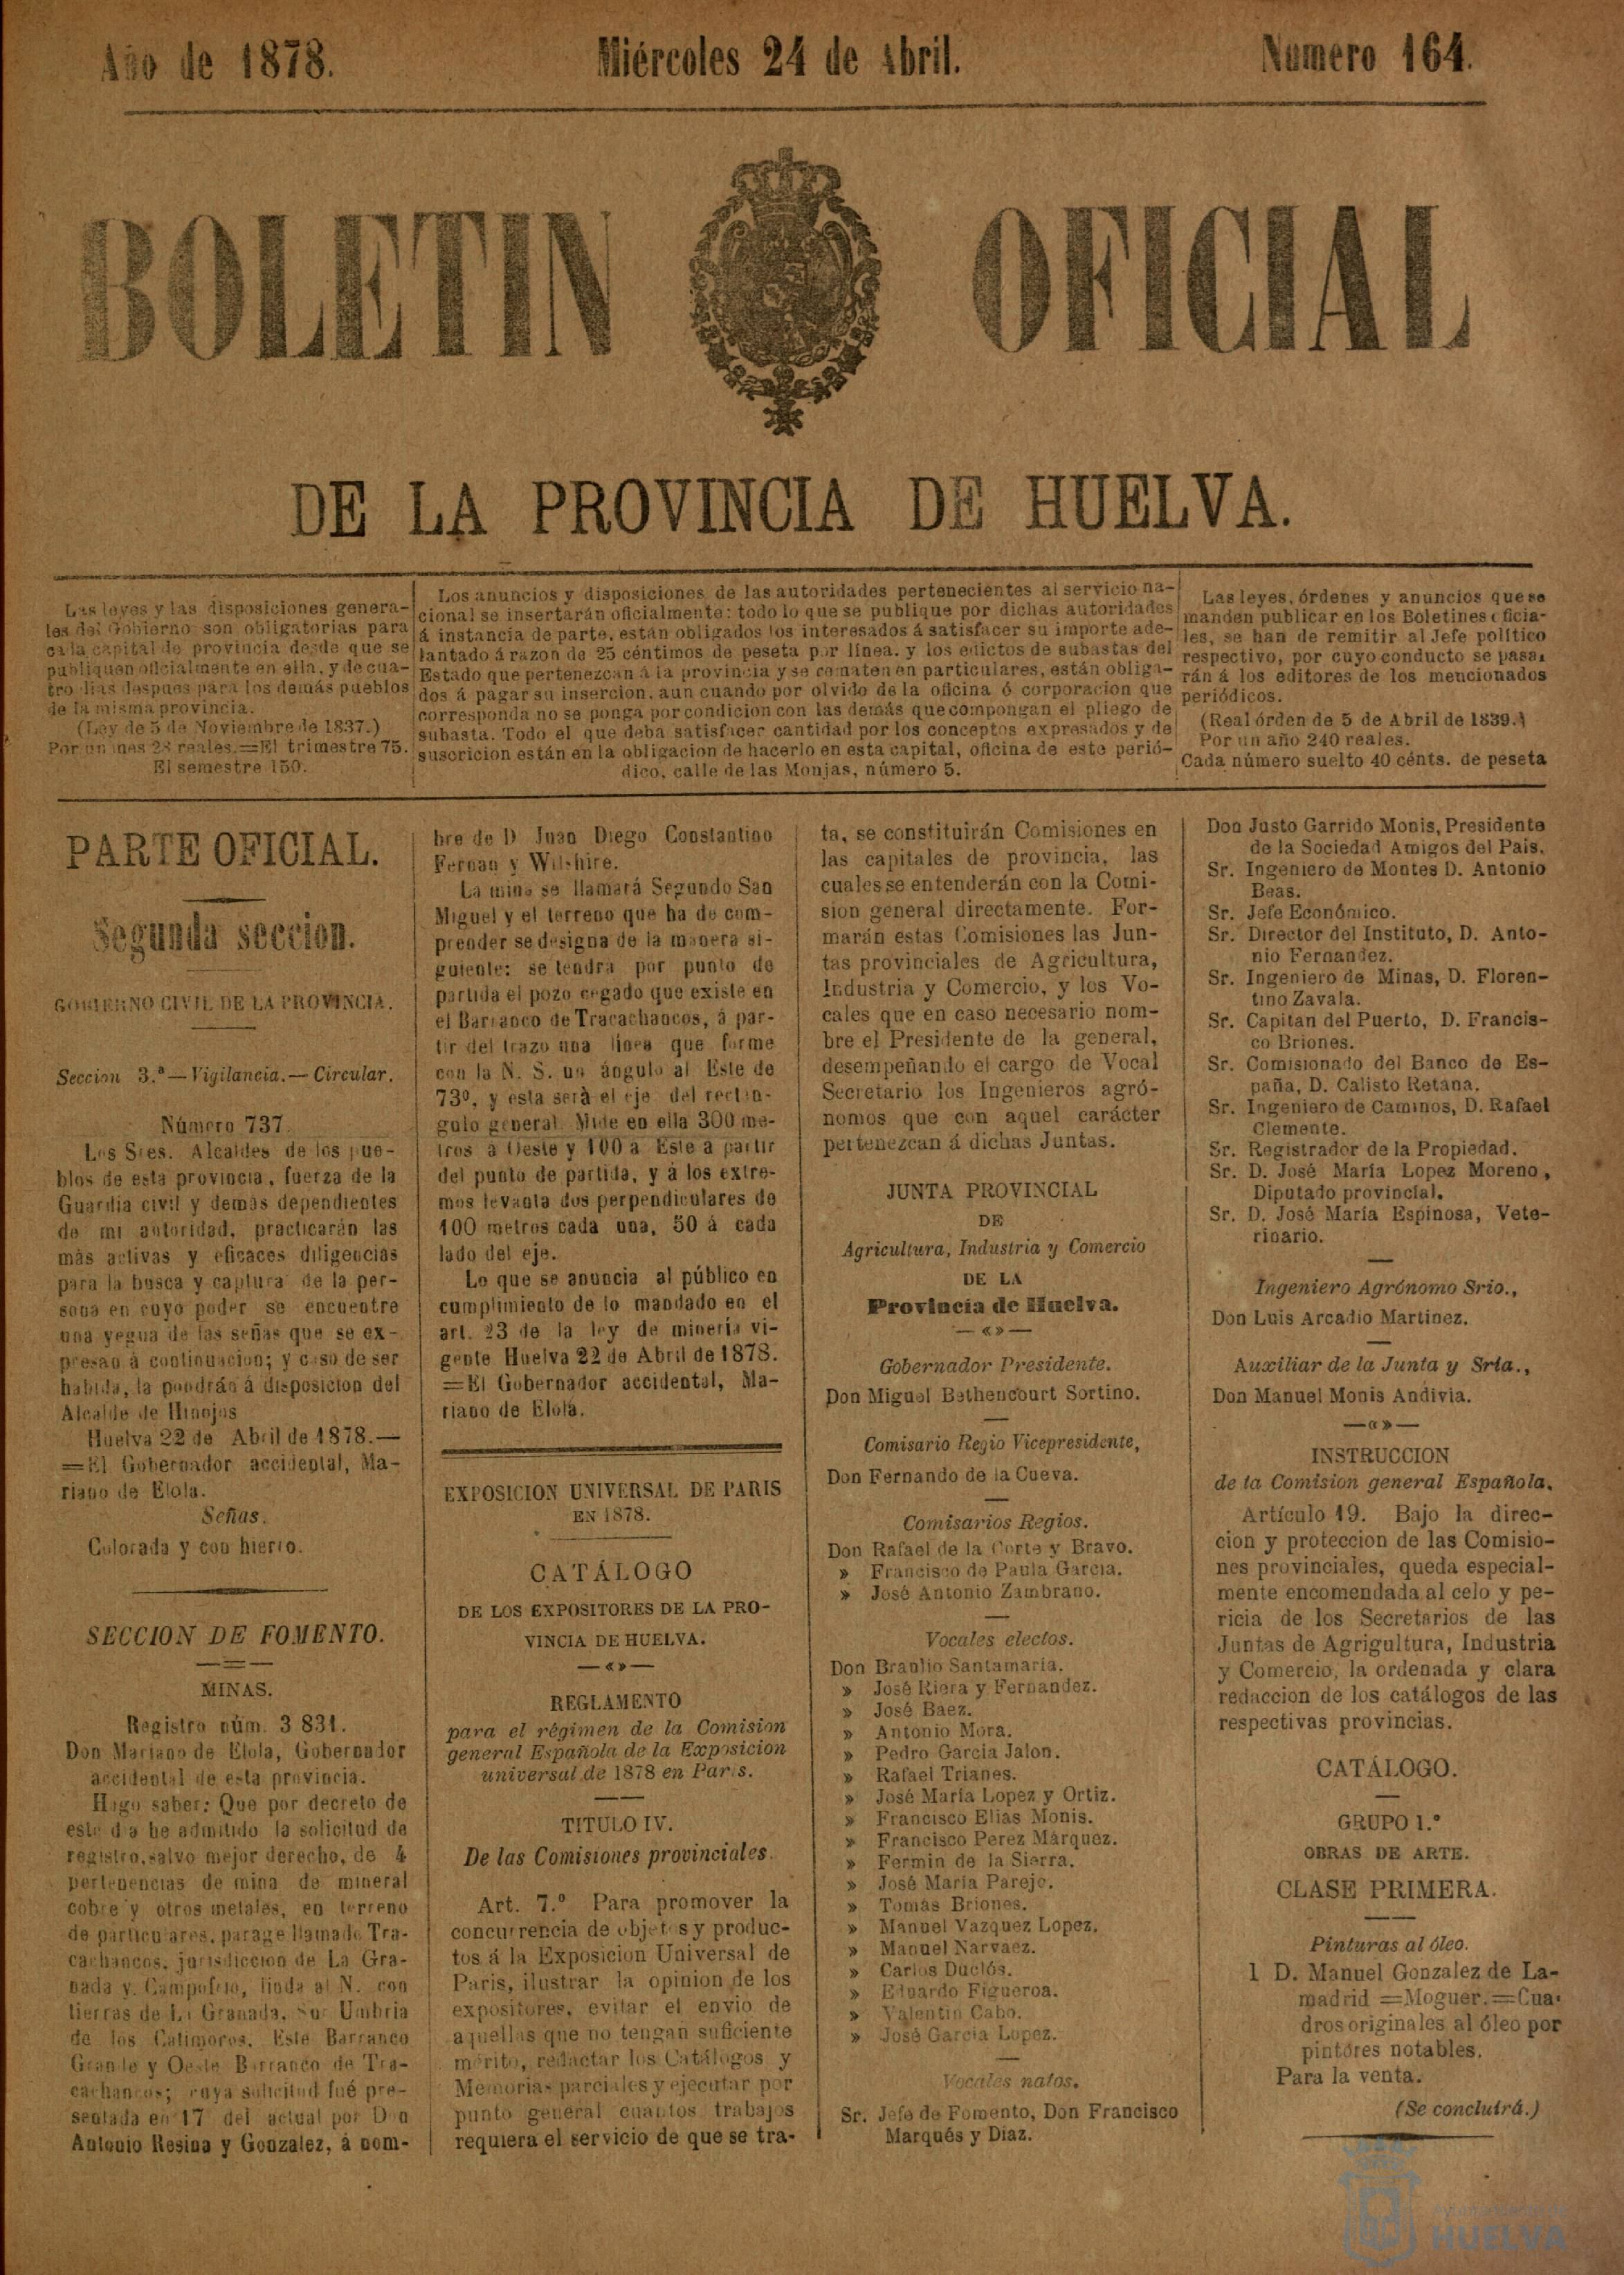 Año de 1878.
Miércoles 24 de Abril.
Numero 164.
BOLETIN OFICIAL
DE LA PROVINCIA DE HUELVA.
Las leyes y las disposiciones genera-
les del Gobierno son obligatorias para
cada capital de provincia desde que se
publiquen oficialmente en ella, y de cua-
tro dias despues para los demás pueblos
de la misma provincia.
(Ley de 3 de Noviembre de 1837.)
Por un mes 28 reales.=El trimestre 75.
El semestre 150.
Los anuncios y disposiciones de las autoridades pertenecientes al servicio na-
cional se insertarán oficialmente: todo lo que se publique por dichas autoridades
á instancia de parte, están obligados los interesados á satisfacer su importe ade-
lantado á razon de 25 céntimos de peseta por línea, y los edictos de subastas del
Estado que pertenezcan á la provincia y se rematen en particulares, están obliga-
dos á pagar su insercion, aun cuando por olvido de la oficina ó corporacion que
corresponda no se ponga por condicion con las demás que compongan el pliego de
subasta. Todo el que deba satisfacer cantidad por los conceptos expresados y de
suscricion están en la obligacion de hacerlo en esta capital, oficina de este perió-
dico, calle de las Monjas, número 5.
Las leyes, órdenes y anuncios que se
manden publicar en los Boletines oficia-
les, se han de remitir al Jefe político
respectivo, por cuyo conducto se pasa,
rán á los editores de los mencionados
periódicos.
(Real órden de 5 de Abril de 1839.)
Por un año 240 reales.
Cada número suelto 40 cénts. de peseta
PARTE OFICIAL.
Segunda seccion.
GOBIERNO CIVIL DE LA PROVINCIA.
Seccion 3.ª—Vigilancia.—Circular.
Número 737.
Los Sres. Alcaldes de los pue-
blos de esta provincia, fuerza de la
Guardia civil y demás dependientes
de mi autoridad, practicarán las
más activas y eficaces diligencias
para la busca y captura de la per-
sona en cuyo poder se encuentre
una yegua de las señas que se ex-
presan á continuacion; y caso de ser
habida, la pondrán á disposicion del
Alcalde de Hinojos
Huelva 22 de Abril de 1878.—
=El Gobernador accidental, Ma-
riano de Elola.
Señas.
Colorada y con hierro.
SECCION DE FOMENTO.
MINAS.
Registro núm. 3 831.
Don Mariano de Elola, Gobernador
accidental de esta provincia.
Hago saber: Que por decreto de
este dia he admitido la solicitud de
registro, salvo mejor derecho, de 4
pertenencias de mina de mineral
cobre y otros metales, en terreno
de particulares, parage llamado Tra-
cachancos, jurisdiccion de La Gra-
nada y Campofrio, linda al N. con
tierras de La Granada, Sur Umbria
de los Catimoros, Este Barranco
Grande y Oeste Barranco de Tra-
cachancos; cuya solicitud fué pre-
sentada en 17 del actual por Don
Antonio Resina y Gonzalez, á nom-
bre de D Juan Diego Constantino
Fernan y Wilshire.
La mina se llamará Segundo San
Miguel y el terreno que ha de com-
prender se designa de la manera si-
guiente: se tendrá por punto de
partida el pozo cegado que existe en
el Barranco de Tracachancos, á par-
tir del trazo una línea que forme
con la N. S. un ángulo al Este de
73º, y esta será el eje del rectán-
gulo general. Mide en ella 300 me-
tros á Oeste y 100 á Este á partir
del punto de partida, y á los extre-
mos levanta dos perpendiculares de
100 metros cada una, 50 á cada
lado del eje.
Lo que se anuncia al público en
cumplimiento de lo mandado en el
art. 23 de la ley de minería vi-
gente Huelva 22 de Abril de 1878.
=El Gobernador accidental, Ma-
riano de Elola.
EXPOSICION UNIVERSAL DE PARIS
EN 1878.
CATÁLOGO
DE LOS EXPOSITORES DE LA PRO-
VINCIA DE HUELVA.
—«»—
REGLAMENTO
para el régimen de la Comision
general Española de la Exposicion
universal de 1878 en París.
TITULO IV.
De las Comisiones provinciales.
Art. 7.º Para promover la
concurrencia de objetos y produc-
tos á la Exposicion Universal de
Paris, ilustrar la opinion de los
expositores, evitar el envio de
aquellas que no tengan suficiente
mérito, redactar los Catálogos y
Memorias parciales y ejecutar por
punto general cuantos trabajos
requiera el servicio de que se tra-
ta, se constituirán Comisiones en
las capitales de provincia, las
cuales se entenderán con la Comi-
sion general directamente. For-
marán estas Comisiones las Jun-
tas provinciales de Agricultura,
Industria y Comercio, y los Vo-
cales que en caso necesario nom-
bre el Presidente de la general,
desempeñando el cargo de Vocal
Secretario los Ingenieros agró-
nomos que con aquel carácter
pertenezcan á dichas Juntas.
JUNTA PROVINCIAL
DE
Agricultura, Industria y Comercio
DE LA
Provincia de Huelva.
—«»—
Gobernador Presidente.
Don Miguel Bethencourt Sortino.
Comisario Regio Vicepresidente,
Don Fernando de la Cueva.
Comisarios Regios.
Don Rafael de la Corte y Bravo.
» Francisco de Paula García.
» José Antonio Zambrano.
Vocales electos.
Don Braulio Santamaría.
» José Riera y Fernandez.
» José Baez.
» Antonio Mora.
» Pedro Garcia Jalon.
» Rafael Trianes.
» José María Lopez y Ortiz.
» Francisco Elías Monis.
» Francisco Perez Márquez.
» Fermin de la Sierra.
» José María Parejo.
» Tomás Briones.
» Manuel Vazquez Lopez.
» Manuel Narvaez.
» Carlos Duclós.
» Eduardo Figueroa.
» Valentin Cabo.
» José García Lopez.
Vocales natos.
Sr. Jefe de Fomento, Don Francisco
Marqués y Diaz.
Don Justo Garrido Monis, Presidente
de la Sociedad Amigos del País.
Sr. Ingeniero de Montes D. Antonio
Beas.
Sr. Jefe Económico.
Sr. Director del Instituto, D. Anto-
nio Fernandez.
Sr. Ingeniero de Minas, D. Floren-
tino Zavala.
Sr. Capitan del Puerto, D. Francis-
co Briones.
Sr. Comisionado del Banco de Es-
paña, D. Calisto Retana.
Sr. Ingeniero de Caminos, D. Rafael
Clemente.
Sr. Registrador de la Propiedad.
Sr. D. José María Lopez Moreno,
Diputado provincial.
Sr. D. José María Espinosa, Vete-
rinario.
Ingeniero Agrónomo Srio.,
Don Luis Arcadio Martinez.
Auxiliar de la Junta y Sria.,
Don Manuel Monis Andivia.
—«»—
INSTRUCCION
de la Comision general Española.
Artículo 19. Bajo la direc-
cion y proteccion de las Comisio-
nes provinciales, queda especial-
mente encomendada al celo y pe-
ricia de los Secretarios de las
Juntas de Agrigultura, Industria
y Comercio, la ordenada y clara
redaccion de los catálogos de las
respectivas provincias.
CATÁLOGO.
GRUPO 1.º
OBRAS DE ARTE.
CLASE PRIMERA.
Pinturas al óleo.
1 D. Manuel Gonzalez de La-
madrid =Moguer.=Cua-
dros originales al óleo por
pintores notables.
Para la venta.
(Se concluirá.)
HUELVA